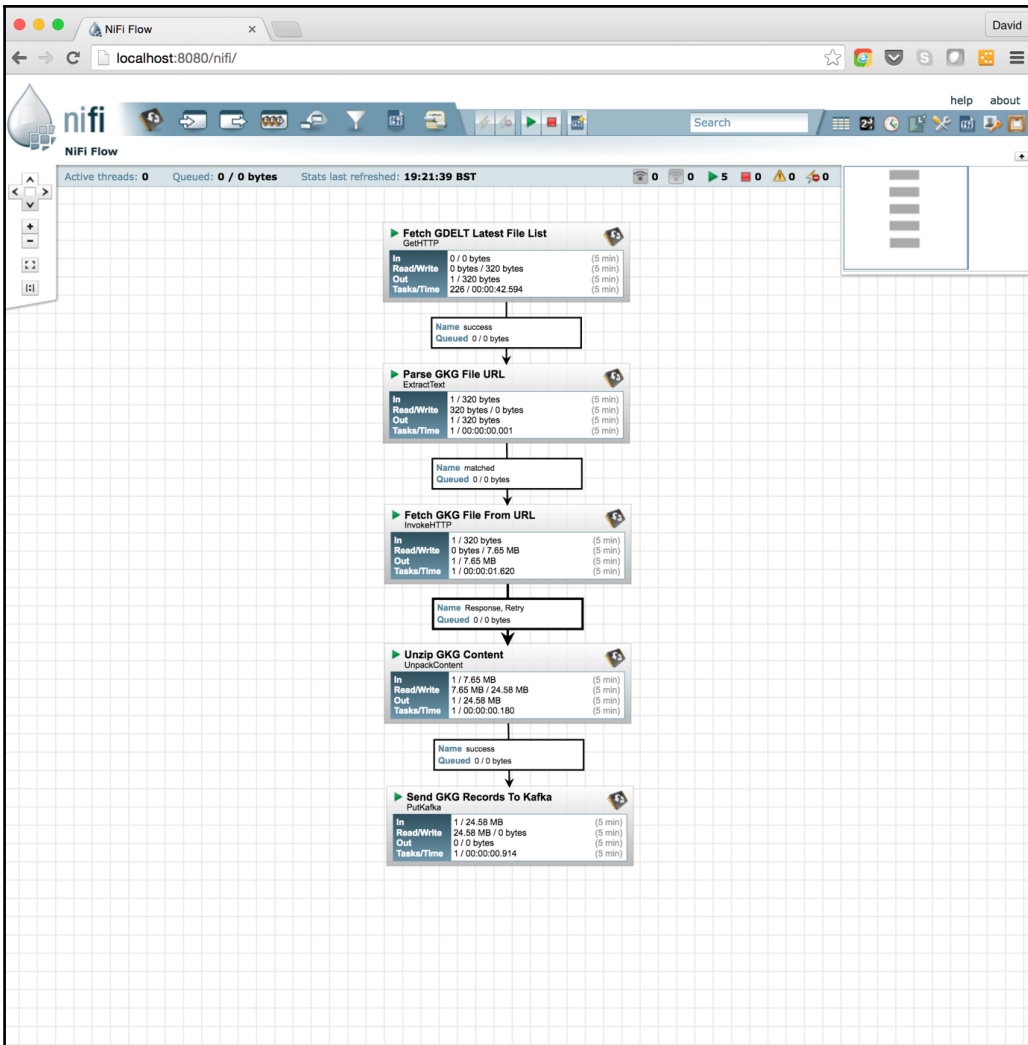 NiFi Flow
David
localhost:8080/nifi/
help about
nifi
Search
NiFi Flow
Active threads: 0 Queued: 0 / 0 bytes Stats last refreshed: 19:21:39 BST 0 0 5 0 0 0
Fetch GDELT Latest File List
GetHTTP
In 0 / 0 bytes (5 min)
Read/Write 0 bytes / 320 bytes (5 min)
Out 1 / 320 bytes (5 min)
Tasks/Time 226 / 00:00:42.594 (5 min)
Name success
Queued 0 / 0 bytes
Parse GKG File URL
ExtractText
In 1 / 320 bytes (5 min)
Read/Write 320 bytes / 0 bytes (5 min)
Out 1 / 320 bytes (5 min)
Tasks/Time 1 / 00:00:00.001 (5 min)
Name matched
Queued 0 / 0 bytes
Fetch GKG File From URL
InvokeHTTP
In 1 / 320 bytes (5 min)
Read/Write 0 bytes / 7.65 MB (5 min)
Out 1 / 7.65 MB (5 min)
Tasks/Time 1 / 00:00:01.620 (5 min)
Name Response, Retry
Queued 0 / 0 bytes
Unzip GKG Content
UnpackContent
In 1 / 7.65 MB (5 min)
Read/Write 7.65 MB / 24.58 MB (5 min)
Out 1 / 24.58 MB (5 min)
Tasks/Time 1 / 00:00:00.180 (5 min)
Name success
Queued 0 / 0 bytes
Send GKG Records To Kafka
PutKafka
In 1 / 24.58 MB (5 min)
Read/Write 24.58 MB / 0 bytes (5 min)
Out 0 / 0 bytes (5 min)
Tasks/Time 1 / 00:00:00.914 (5 min)